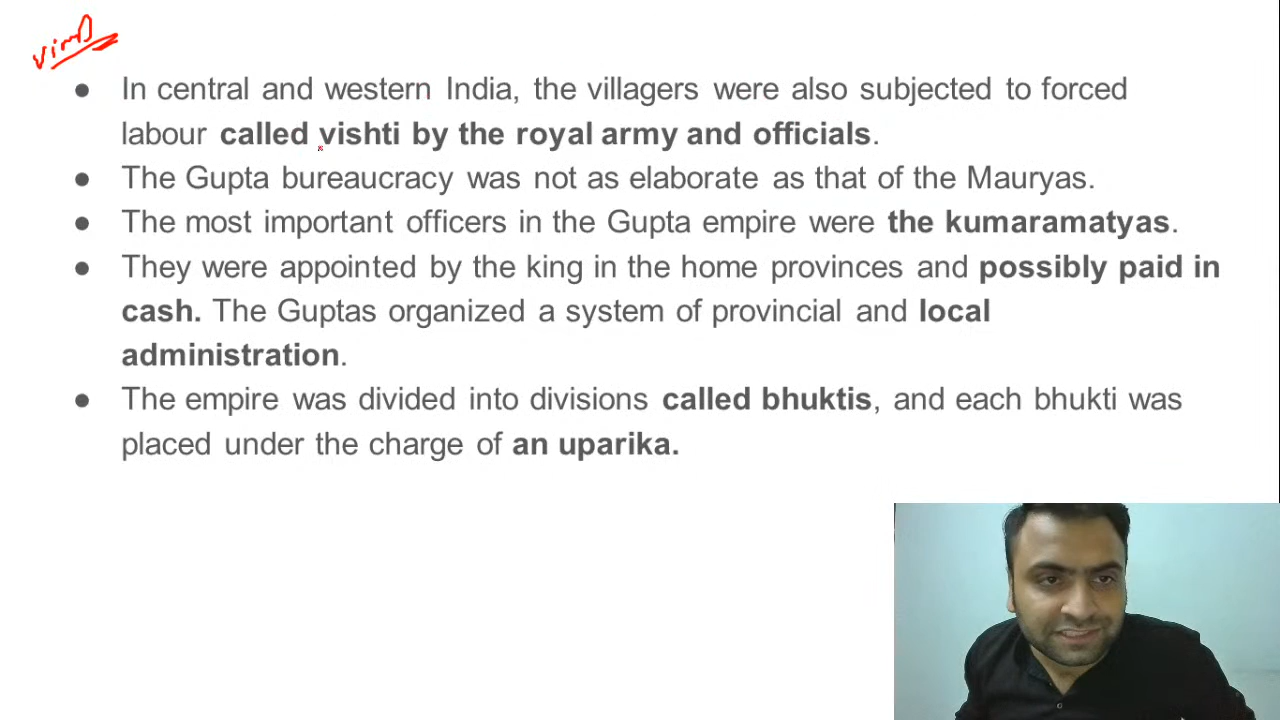 ● In central and western India, the villagers were also subjected to forced
labour called vishti by the royal army and officials.
● The Gupta bureaucracy was not as elaborate as that of the Mauryas.
● The most important officers in the Gupta empire were the kumaramatyas.
● They were appointed by the king in the home provinces and possibly paid in
cash. The Guptas organized a system of provincial and local
administration.
● The empire was divided into divisions called bhuktis, and each bhukti was
placed under the charge of an uparika.